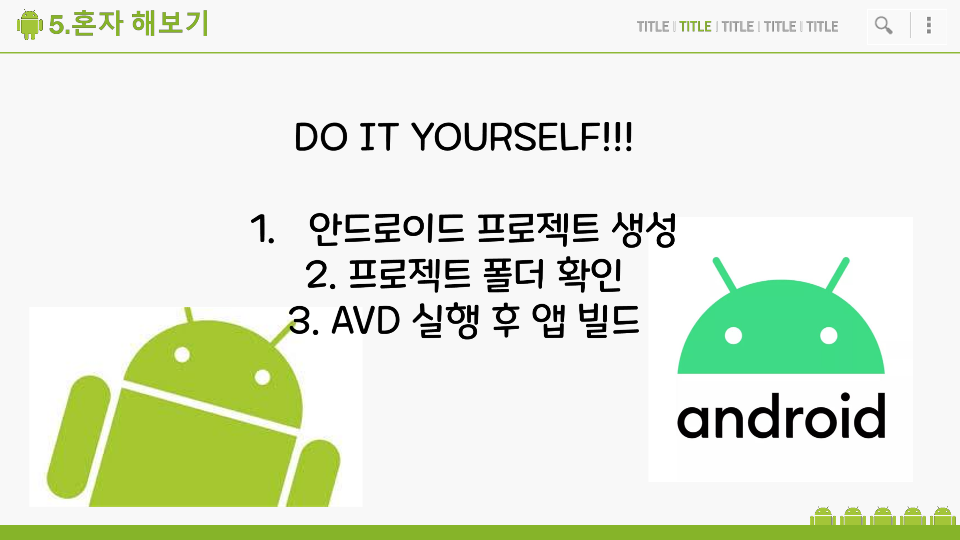 5.혼자 해보기
TITLE | TITLE | TITLE | TITLE | TITLE
DO IT YOURSELF!!!
1. 안드로이드 프로젝트 생성
2. 프로젝트 폴더 확인
3. AVD 실행 후 앱 빌드
android